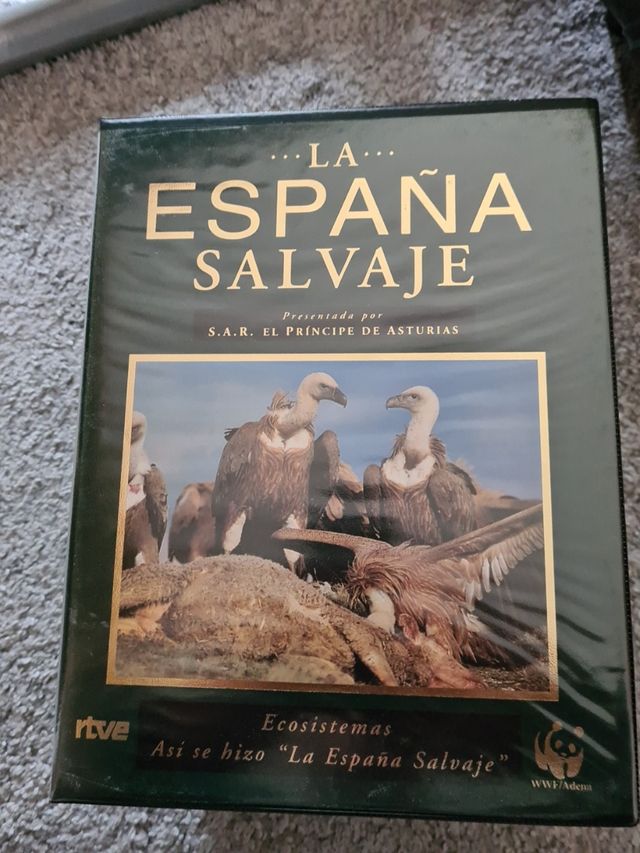 ...LA...
ESPAÑA
SALVAJE
Presentada por
S.A.R. EL PRÍNCIPE DE ASTURIAS
Ecosistemas
Así se hizo "La España Salvaje"
rtve
WWF/Adena